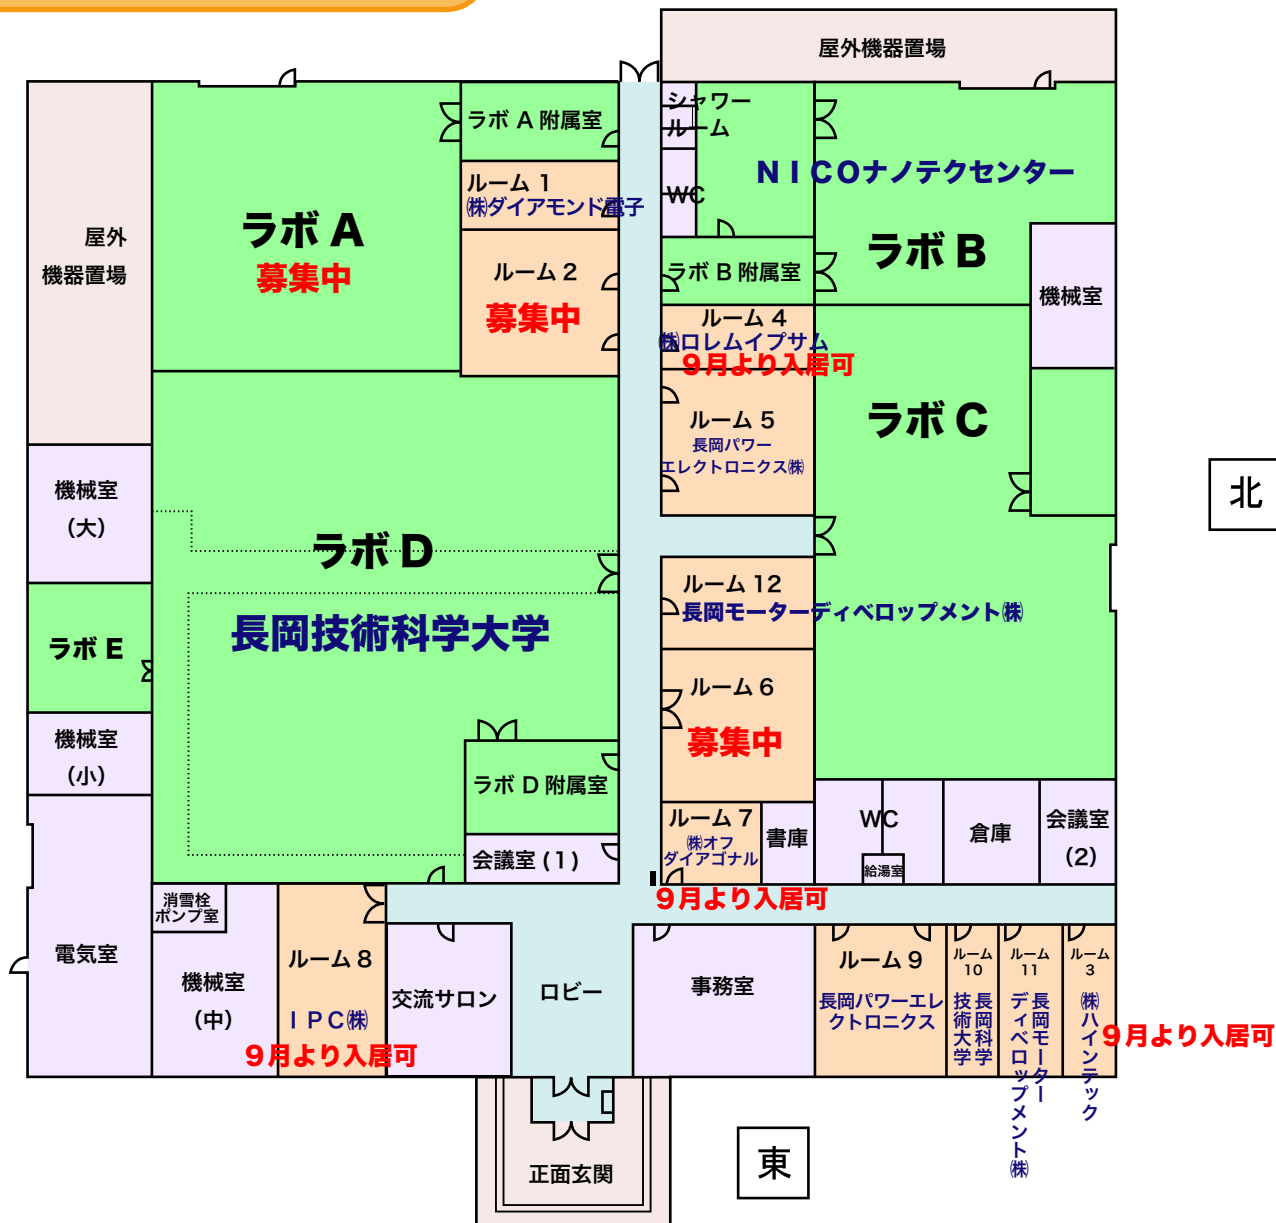 屋外機器置場
屋外
機器置場
ラボ A
募集中
ラボ A 附属室
ルーム 1
㈱ダイアモンド電子
ルーム 2
募集中
シャワー
ルーム
WC
ＮＩＣＯナノテクセンター
ラボ B
ラボ B 附属室
機械室
ルーム 4
㈱ロレムイプサム
９月より入居可
ラボ C
ルーム 5
長岡パワー
エレクトロニクス㈱
北
機械室
（大）
ラボ D
長岡技術科学大学
ラボ E
機械室
（小）
ルーム 12
長岡モーターディベロップメント㈱
ルーム 6
募集中
ラボ D 附属室
会議室 (１)
ルーム 7
㈱オフ
ダイアゴナル
９月より入居可
書庫
WC
給湯室
倉庫
会議室
（2）
電気室
消雪栓
ポンプ室
機械室
（中）
ルーム 8
ＩＰＣ㈱
９月より入居可
交流サロン
ロビー
事務室
ルーム 9
長岡パワーエレ
クトロニクス
ルーム
10
長岡科学
技術大学
ルーム
11
長岡モーター
ディベロップメント㈱
ルーム
3
㈱ハインテック
９月より入居可
正面玄関
東